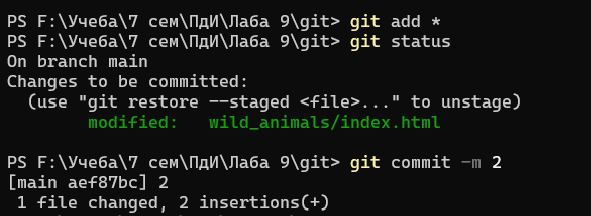 PS F:\Учеба\7 сем\ПдИ\Лаба 9\git> git add *
PS F:\Учеба\7 сем\ПдИ\Лаба 9\git> git status
On branch main
Changes to be committed:
  (use "git restore --staged <file>..." to unstage)
        modified:   wild_animals/index.html
PS F:\Учеба\7 сем\ПдИ\Лаба 9\git> git commit -m 2
[main aef87bc] 2
 1 file changed, 2 insertions(+)